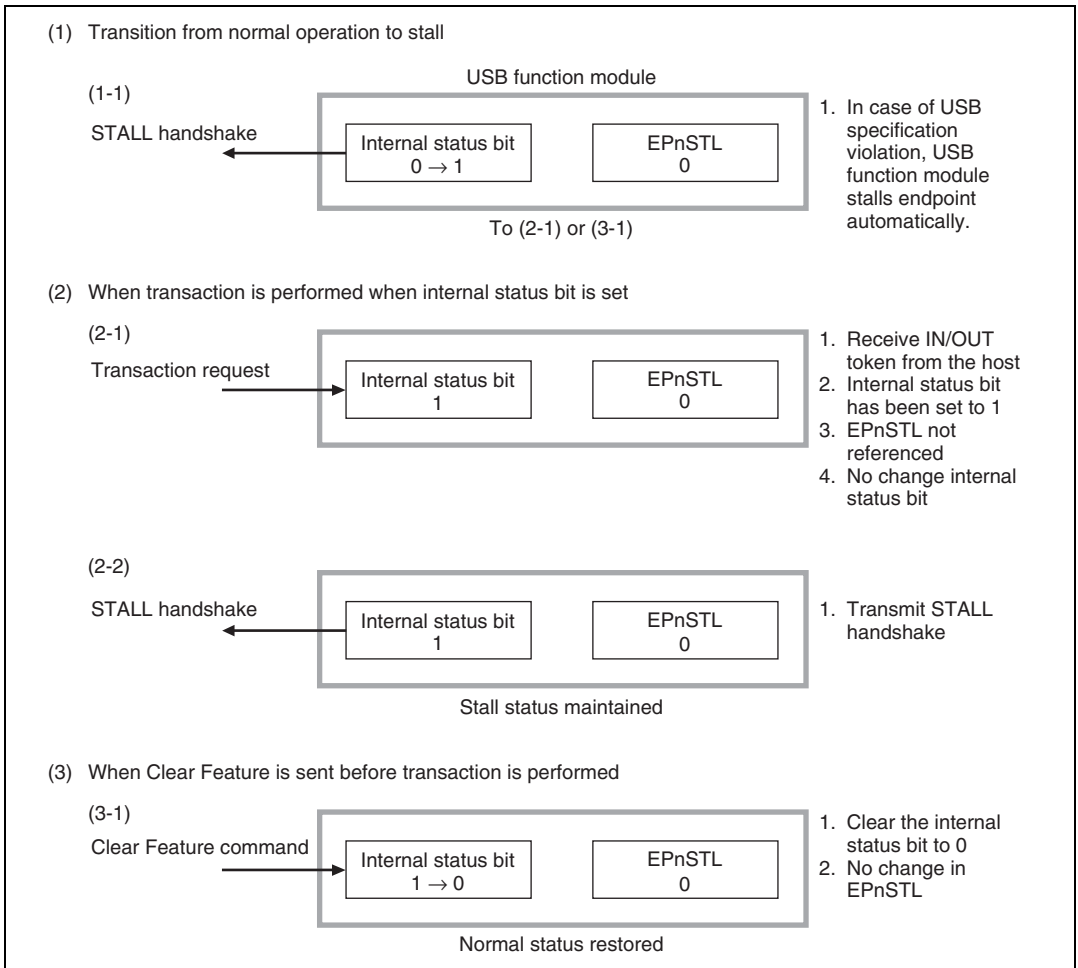 (1) Transition from normal operation to stall
USB function module
(1-1)
STALL handshake
Internal status bit
0 → 1
EPnSTL
0
1. In case of USB
specification
violation, USB
function module
stalls endpoint
automatically.
To (2-1) or (3-1)
(2) When transaction is performed when internal status bit is set
(2-1)
Transaction request
Internal status bit
1
EPnSTL
0
1. Receive IN/OUT
token from the host
2. Internal status bit
has been set to 1
3. EPnSTL not
referenced
4. No change internal
status bit
(2-2)
STALL handshake
Internal status bit
1
EPnSTL
0
1. Transmit STALL
handshake
Stall status maintained
(3) When Clear Feature is sent before transaction is performed
(3-1)
Clear Feature command
Internal status bit
1 → 0
EPnSTL
0
1. Clear the internal
status bit to 0
2. No change in
EPnSTL
Normal status restored